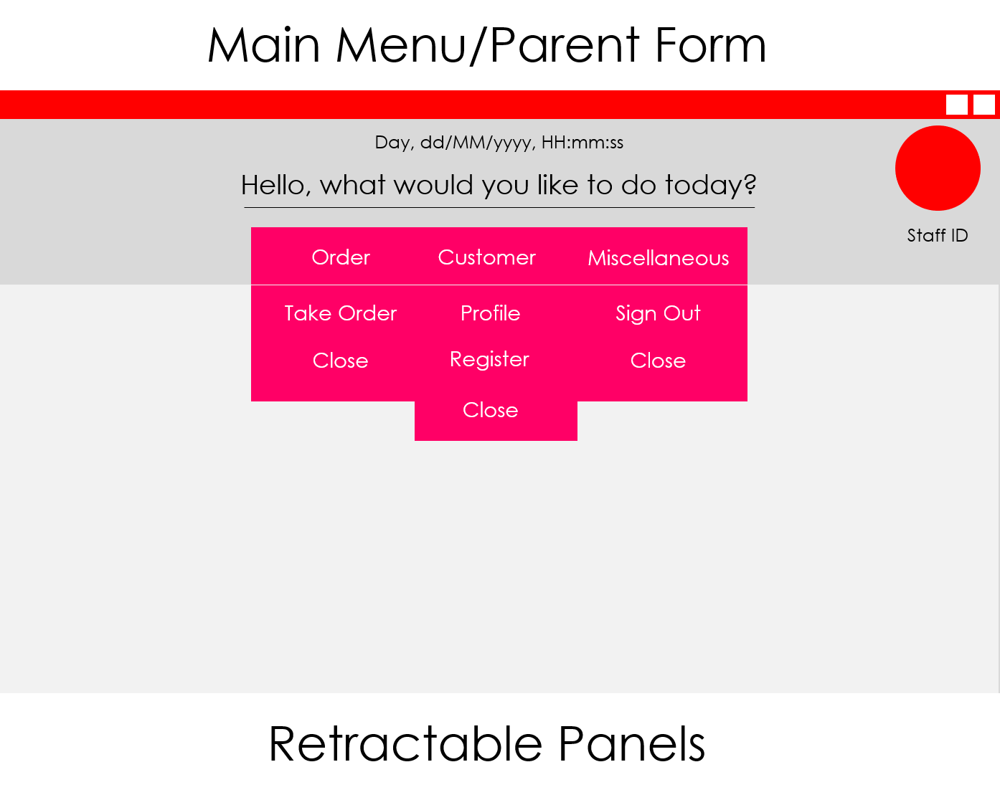 Main Menu/Parent Form
Day, dd/MM/yyyy, HH:mm:ss
Hello, what would you like to do today?
Staff ID
Order Customer Miscellaneous
Take Order Profile Sign Out
Close Register Close
Close
Retractable Panels